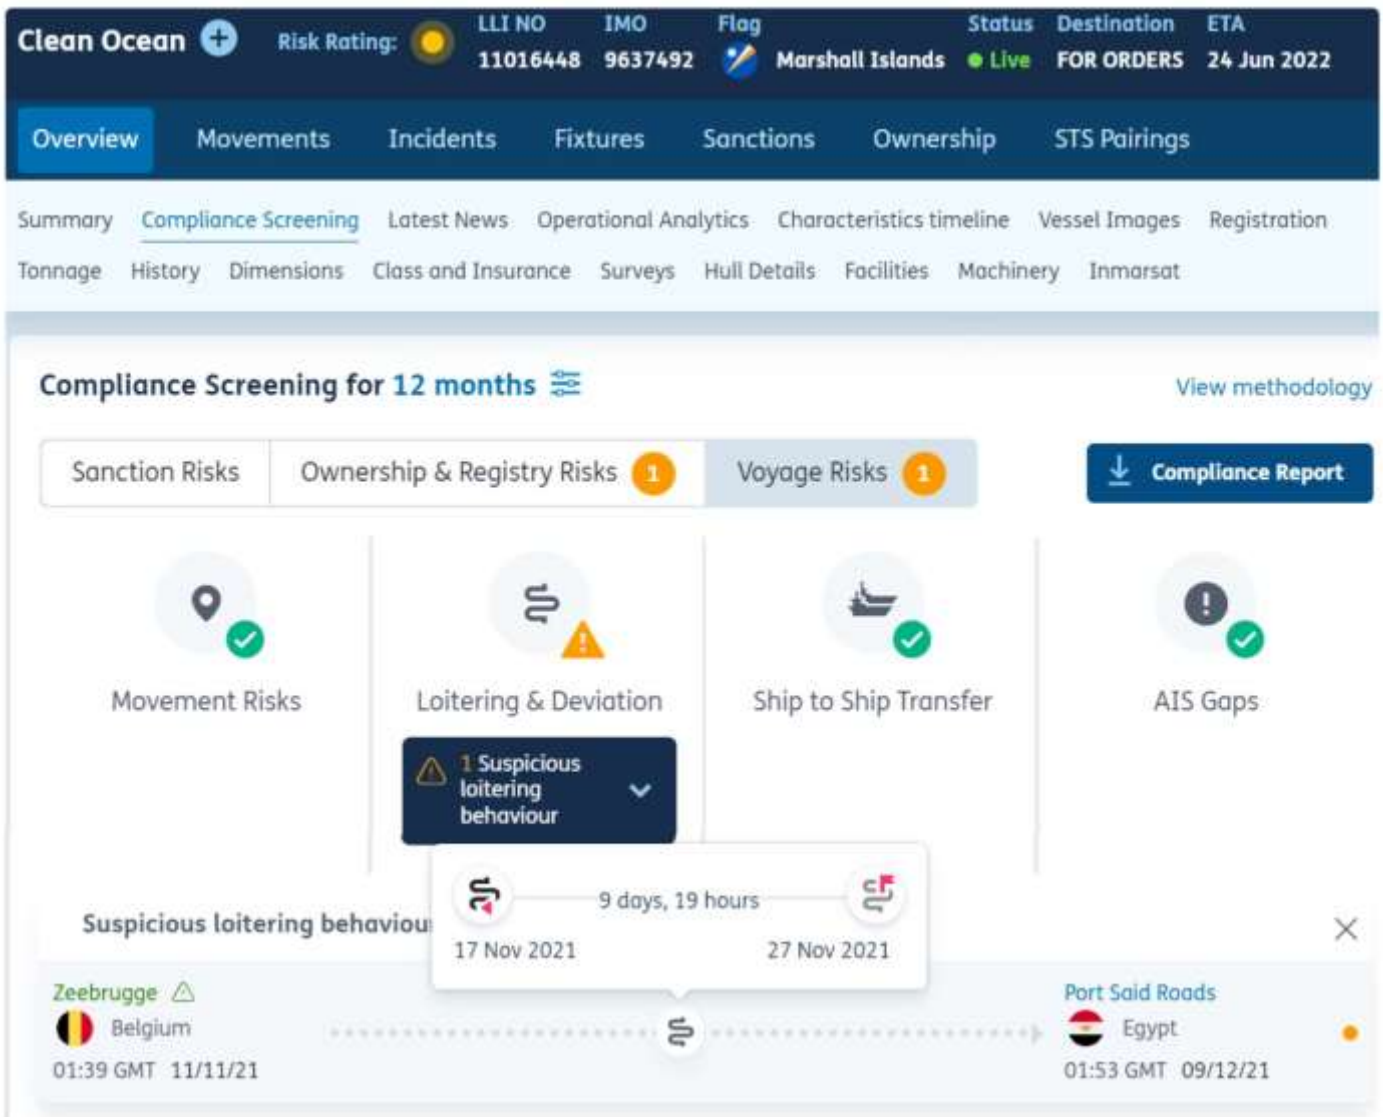 Clean Ocean
Risk Rating:
LLI NO
11016448
IMO
9637492
Flag
Marshall Islands
Status
Live
Destination
FOR ORDERS
ETA
24 Jun 2022
Overview Movements Incidents Fixtures Sanctions Ownership STS Pairings
Summary Compliance Screening Latest News Operational Analytics Characteristics timeline Vessel Images Registration
Tonnage History Dimensions Class and Insurance Surveys Hull Details Facilities Machinery Inmarsat
Compliance Screening for 12 months
View methodology
Sanction Risks Ownership & Registry Risks 1 Voyage Risks 1
Compliance Report
Movement Risks Loitering & Deviation Ship to Ship Transfer AIS Gaps
1 Suspicious
loitering
behaviour
9 days, 19 hours
17 Nov 2021 27 Nov 2021
Suspicious loitering behaviou
Zeebrugge
Belgium
01:39 GMT 11/11/21
Port Said Roads
Egypt
01:53 GMT 09/12/21